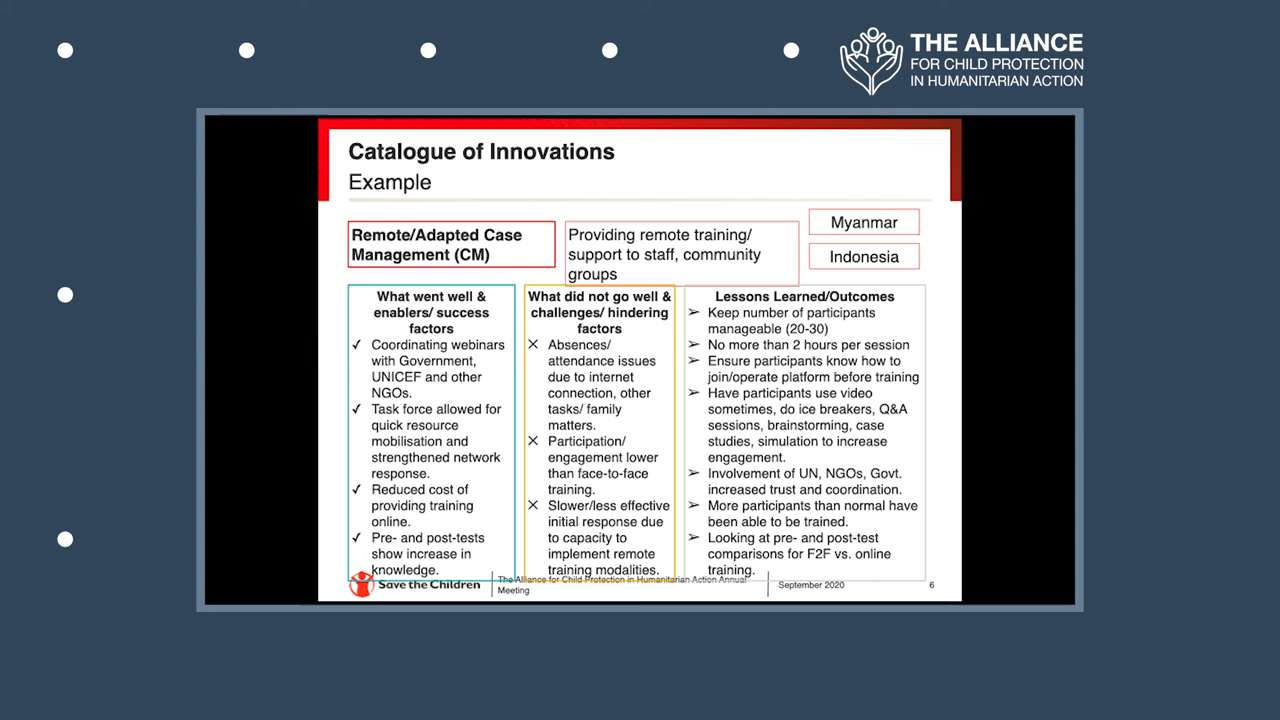 THE ALLIANCE
FOR CHILD PROTECTION
IN HUMANITARIAN ACTION
Catalogue of Innovations
Example
Remote/Adapted Case
Management (CM)
Providing remote training/
support to staff, community
groups
Myanmar
Indonesia
What went well &
enablers/ success
factors
✓ Coordinating webinars
with Government,
UNICEF and other
NGOs.
✓ Task force allowed for
quick resource
mobilisation and
strengthened network
response.
✓ Reduced cost of
providing training
online.
✓ Pre- and post-tests
show increase in
knowledge.
What did not go well &
challenges/ hindering
factors
× Absences/
attendance issues
due to internet
connection, other
tasks/ family
matters.
× Participation/
engagement lower
than face-to-face
training.
× Slower/less effective
initial response due
to capacity to
implement remote
training modalities.
Lessons Learned/Outcomes
➢ Keep number of participants
manageable (20-30)
➢ No more than 2 hours per session
➢ Ensure participants know how to
join/operate platform before training
➢ Have participants use video
sometimes, do ice breakers, Q&A
sessions, brainstorming, case
studies, simulation to increase
engagement.
➢ Involvement of UN, NGOs, Govt.
increased trust and coordination.
➢ More participants than normal have
been able to be trained.
➢ Looking at pre- and post-test
comparisons for F2F vs. online
training.
Save the Children
The Alliance for Child Protection in Humanitarian Action Annual
Meeting
September 2020
6